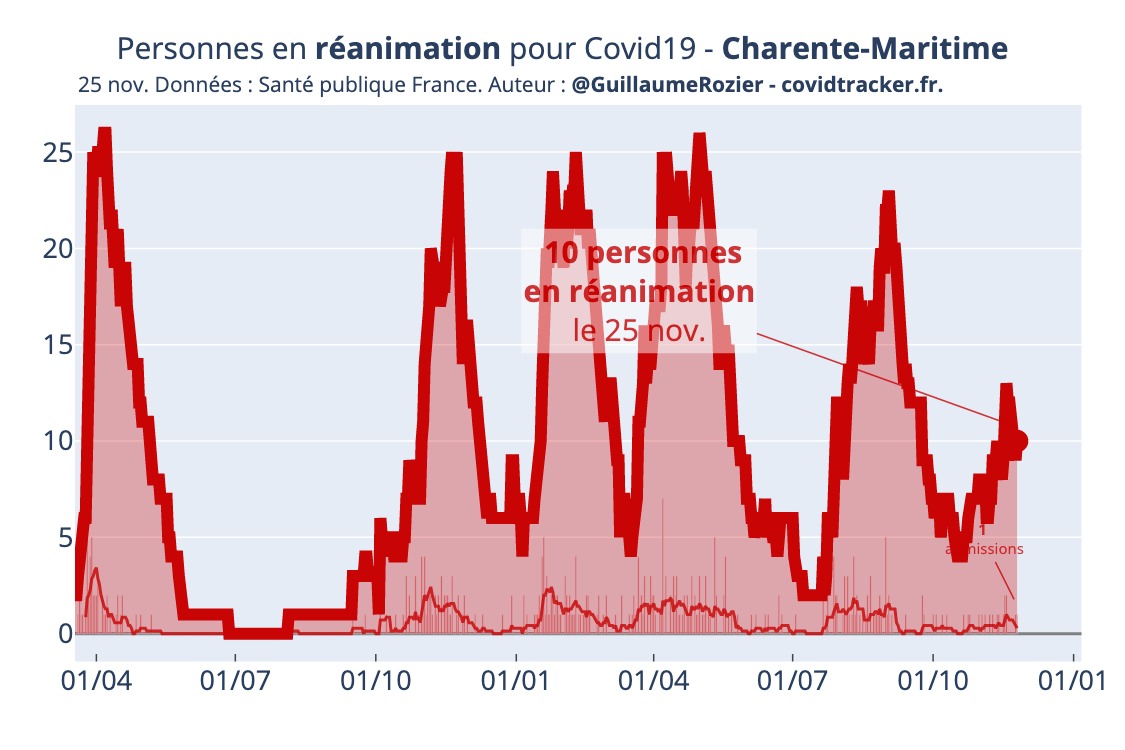 Personnes en réanimation pour Covid19 - Charente-Maritime
25 nov. Données : Santé publique France. Auteur : @GuillaumeRozier - covidtracker.fr.
25
20
15
10
5
0
10 personnes
en réanimation
le 25 nov.
1
admissions
01/04
01/07
01/10
01/01
01/04
01/07
01/10
01/01